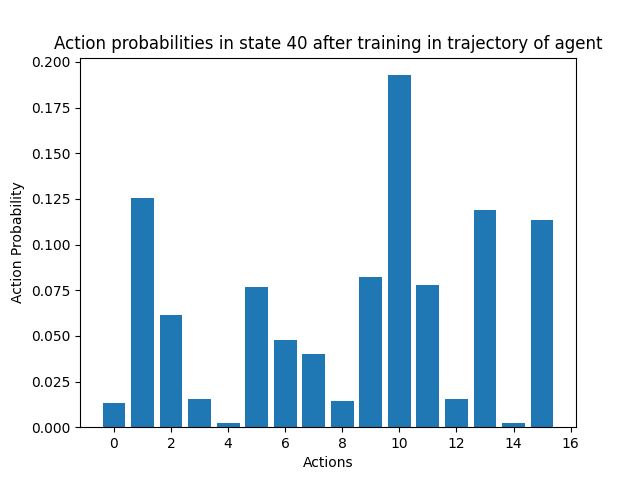 Action probabilities in state 40 after training in trajectory of agent
0.200
0.175
0.150
0.125
0.100
0.075
0.050
0.025
0.000
Action Probability
0 2 4 6 8 10 12 14 16
Actions